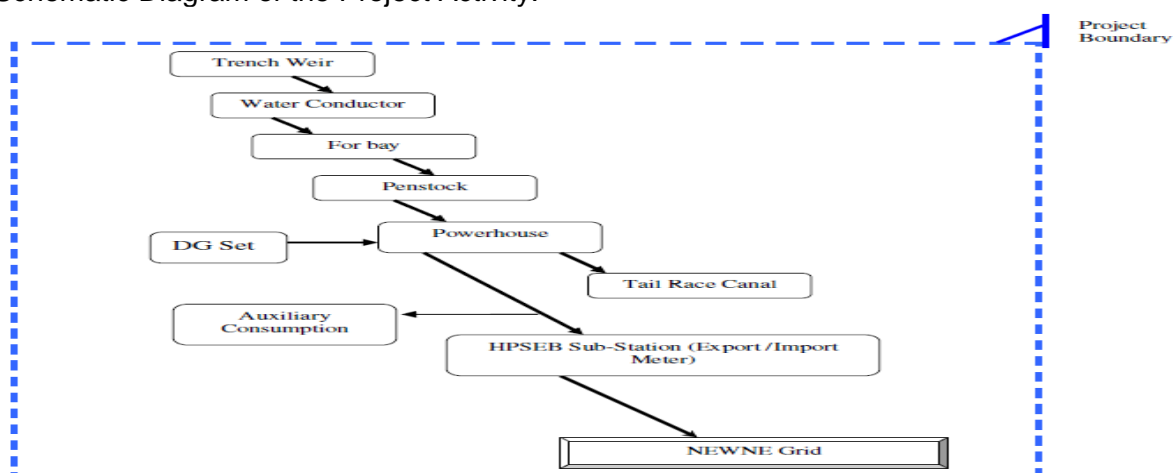 Schematic Diagram of the Project Activity:
Project
Boundary
Trench Weir
Water Conductor
For bay
Penstock
Powerhouse
DG Set
Tail Race Canal
Auxiliary
Consumption
HPSEB Sub-Station (Export /Import
Meter)
NEWNE Grid